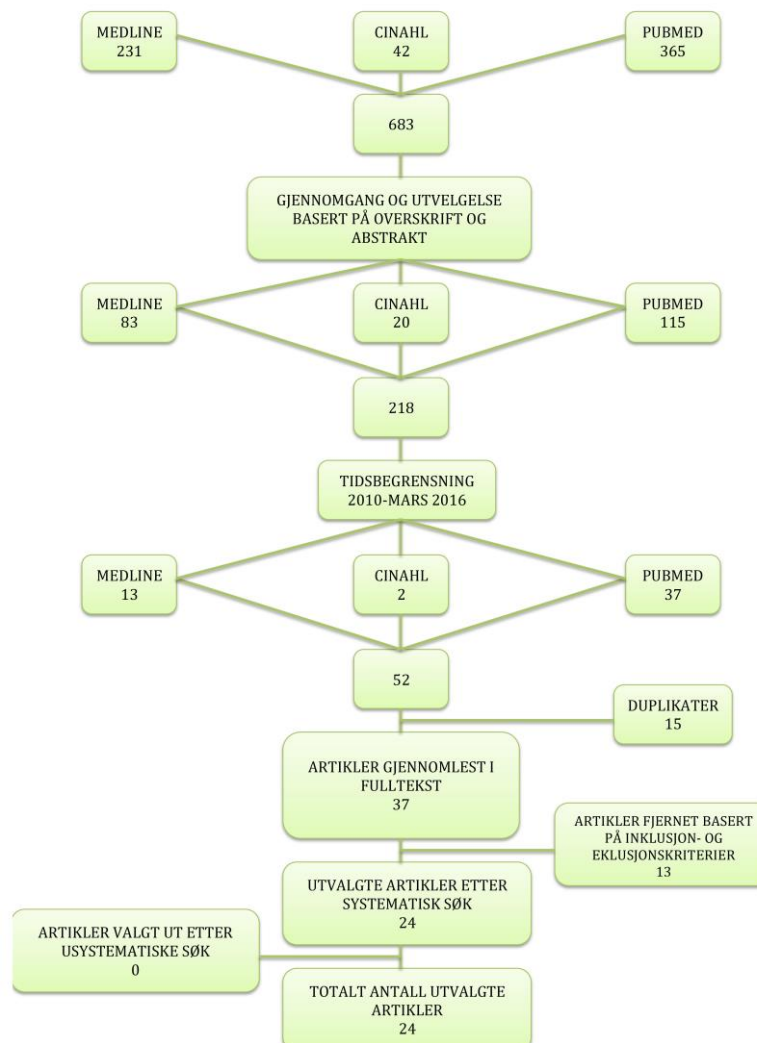 MEDLINE
231
CINAHL
42
PUBMED
365
683
GJENNOMGANG OG UTVELGELSE
BASERT PÅ OVERSKRIFT OG
ABSTRAKT
MEDLINE
83
CINAHL
20
PUBMED
115
218
TIDSBEGRENSNING
2010-MARS 2016
MEDLINE
13
CINAHL
2
PUBMED
37
52
DUPLIKATER
15
ARTIKLER GJENNOMLEST I
FULLTEKST
37
ARTIKLER FJERNET BASERT
PÅ INKLUSJON- OG
EKLUSJONSKRITERIER
13
UTVALGTE ARTIKLER ETTER
SYSTEMATISK SØK
24
ARTIKLER VALGT UT ETTER
USYSTEMATISKE SØK
0
TOTALT ANTALL UTVALGTE
ARTIKLER
24